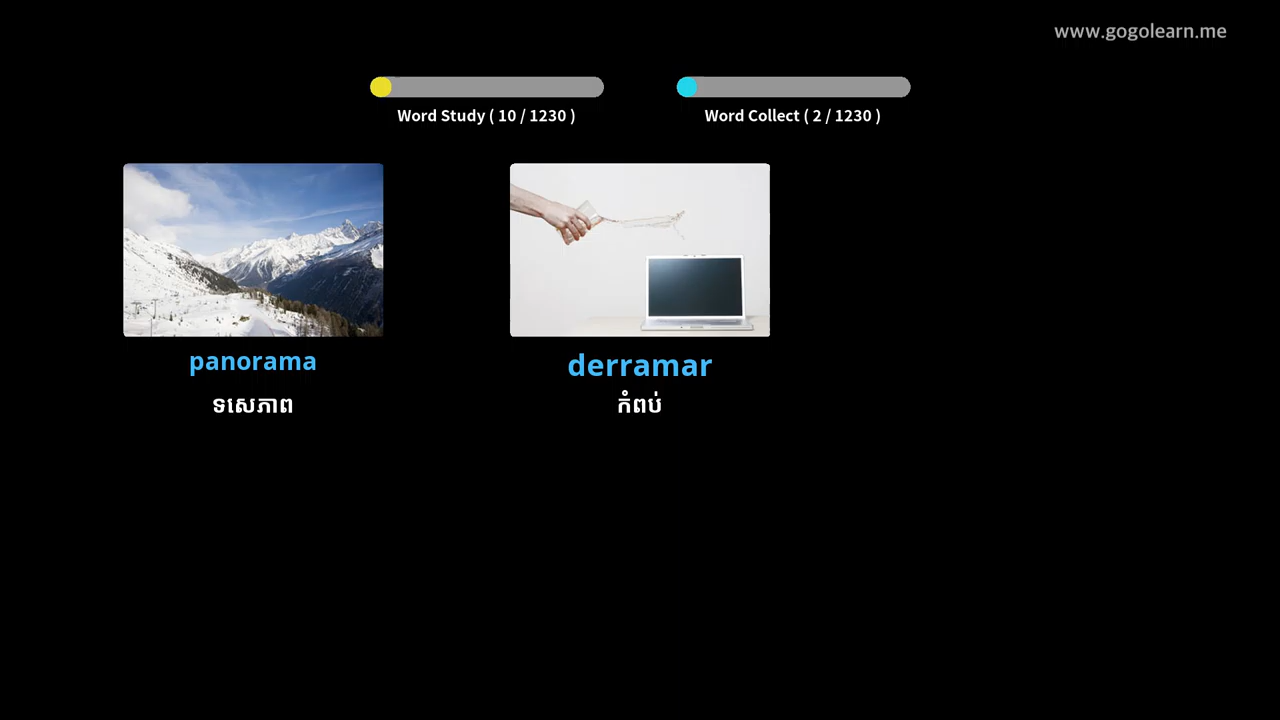 www.gogolearn.me
Word Study ( 10 / 1230 )
Word Collect ( 2 / 1230 )
panorama
ទសេភាព
derramar
កំពប់